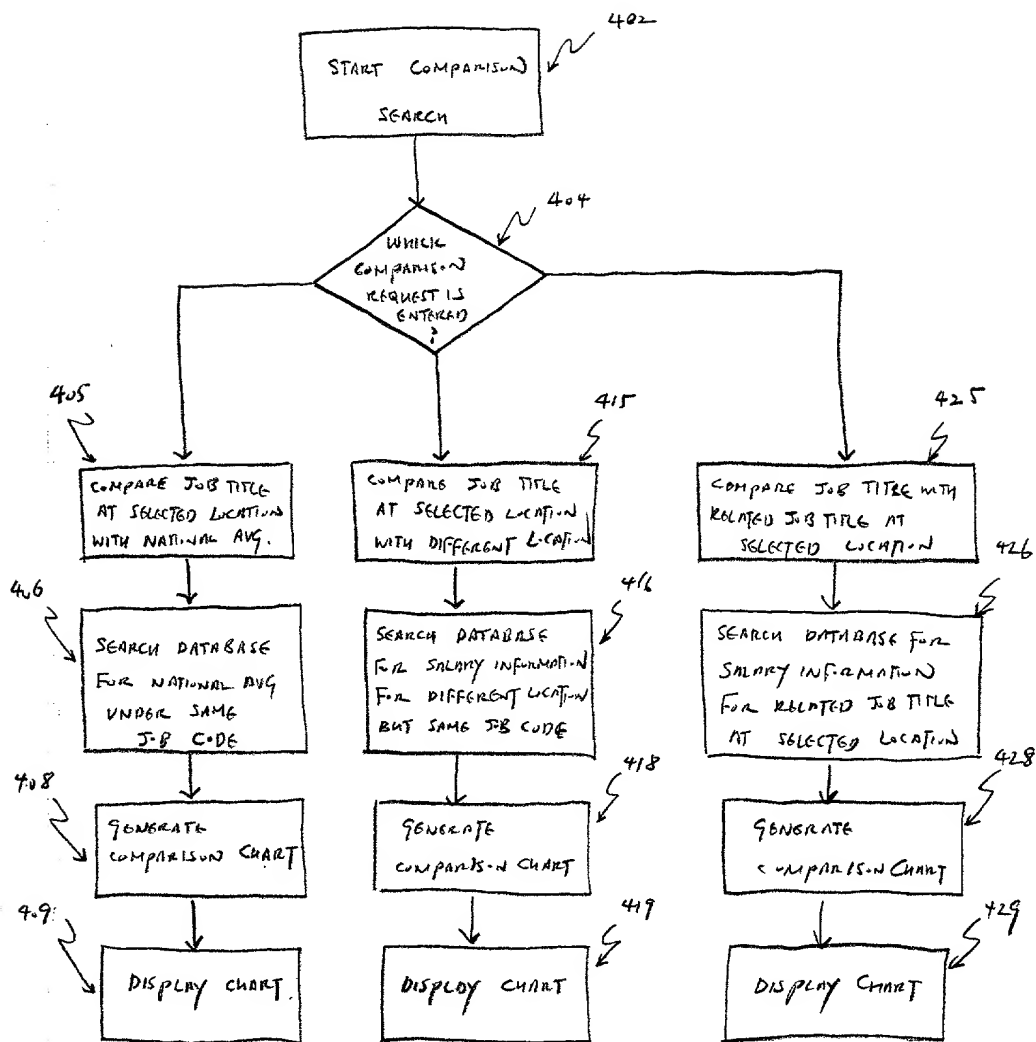 402
START COMPARISON
SEARCH
404
WHICH
COMPARISON
REQUEST IS
ENTERED
?
405
COMPARE JOB TITLE
AT SELECTED LOCATION
WITH NATIONAL AVG.
406
SEARCH DATABASE
FOR NATIONAL AVG
UNDER SAME
JOB CODE
408
GENERATE
COMPARISON CHART
409
DISPLAY CHART.
415
COMPARE JOB TITLE
AT SELECTED LOCATION
WITH DIFFERENT LOCATION
416
SEARCH DATABASE
FOR SALARY INFORMATION
FOR DIFFERENT LOCATION
BUT SAME JOB CODE
418
GENERATE
COMPARISON CHART
419
DISPLAY CHART
425
COMPARE JOB TITLE WITH
RELATED JOB TITLE AT
SELECTED LOCATION
426
SEARCH DATABASE FOR
SALARY INFORMATION
FOR RELATED JOB TITLE
AT SELECTED LOCATION
428
GENERATE
COMPARISON CHART
429
DISPLAY CHART